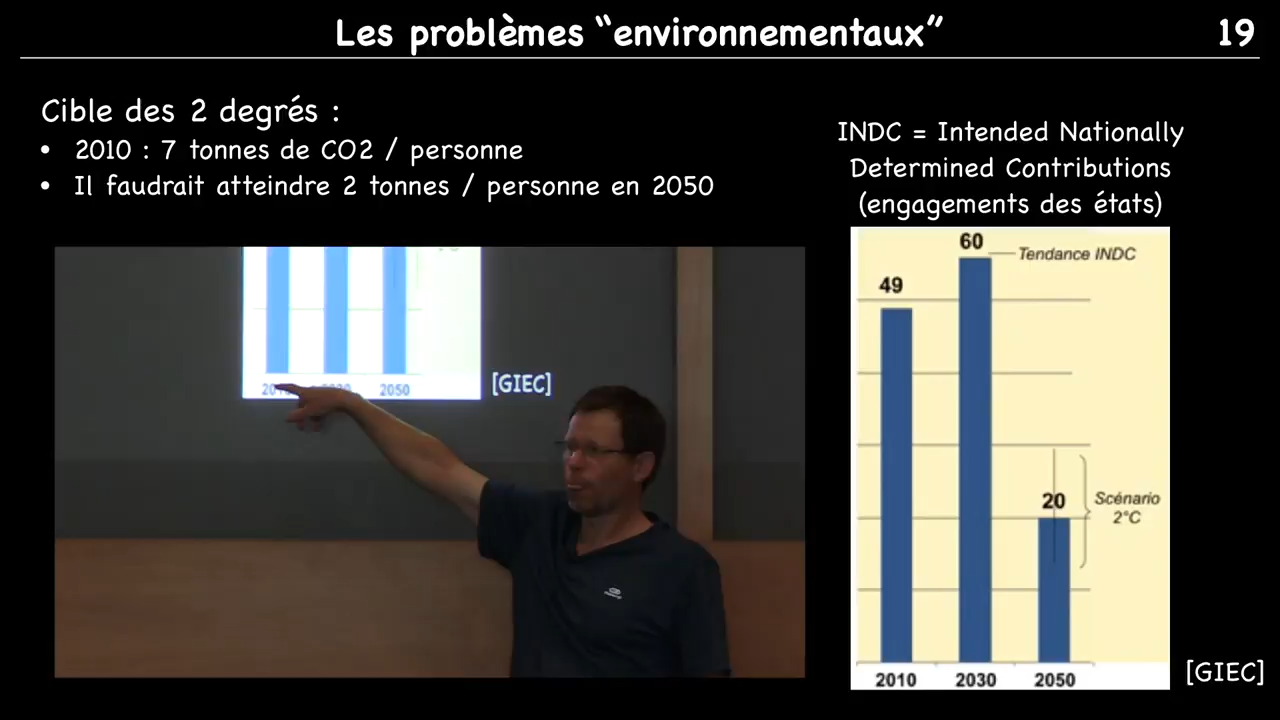 Les problèmes “environnementaux”
19
Cible des 2 degrés :
• 2010 : 7 tonnes de CO2 / personne
• Il faudrait atteindre 2 tonnes / personne en 2050
INDC = Intended Nationally
Determined Contributions
(engagements des états)
60
Tendance INDC
49
20
Scénario
2°C
2010 2030 2050
[GIEC]
2050
[GIEC]